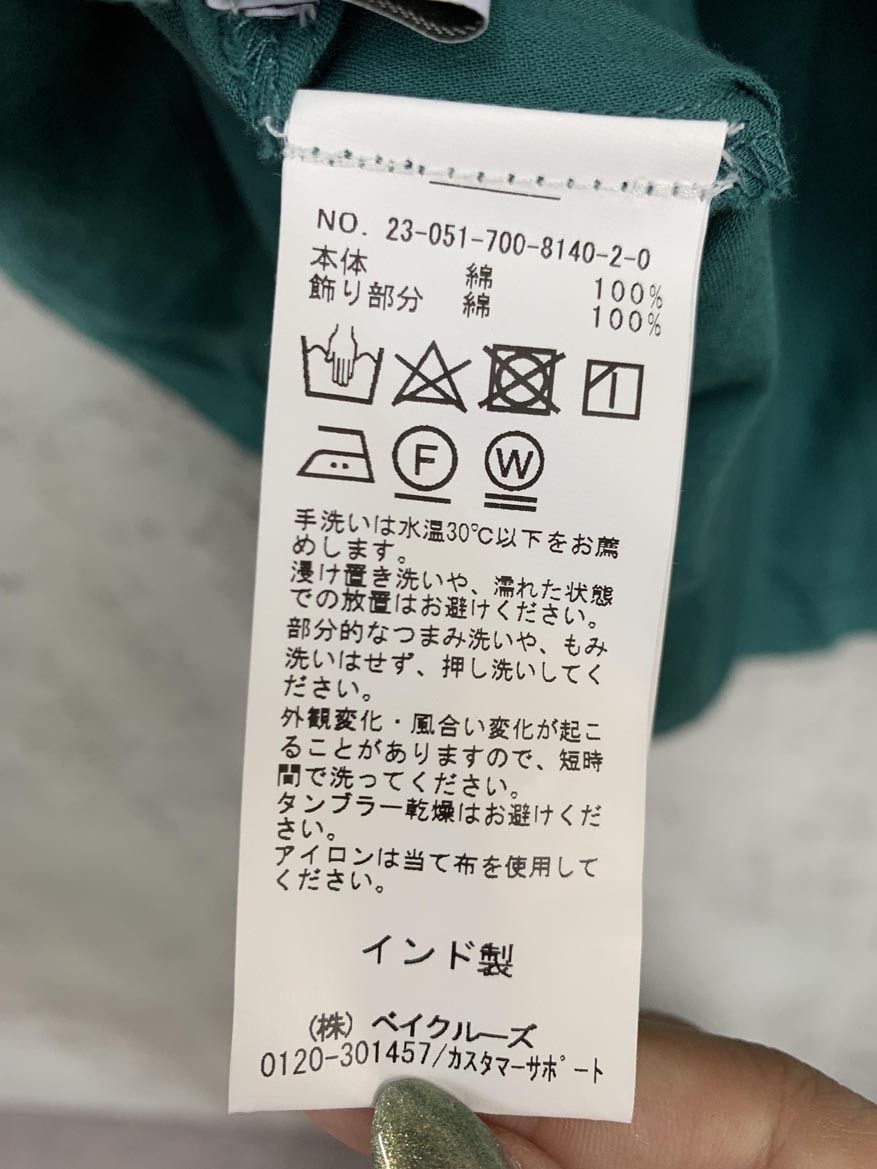 NO. 23-051-700-8140-2-0
本体 綿 100%
飾り部分 綿 100%
F W
手洗いは水温30℃以下をお薦
めします。
浸け置き洗いや、濡れた状態
での放置はお避けください。
部分的なつまみ洗いや、もみ
洗いはせず、押し洗いしてく
ださい。
外観変化・風合い変化が起こ
ることがありますので、短時
間で洗ってください。
タンブラー乾燥はお避けくだ
さい。
アイロンは当て布を使用して
ください。
インド製
(株) ベイクルーズ
0120-301457/カスタマーサポート